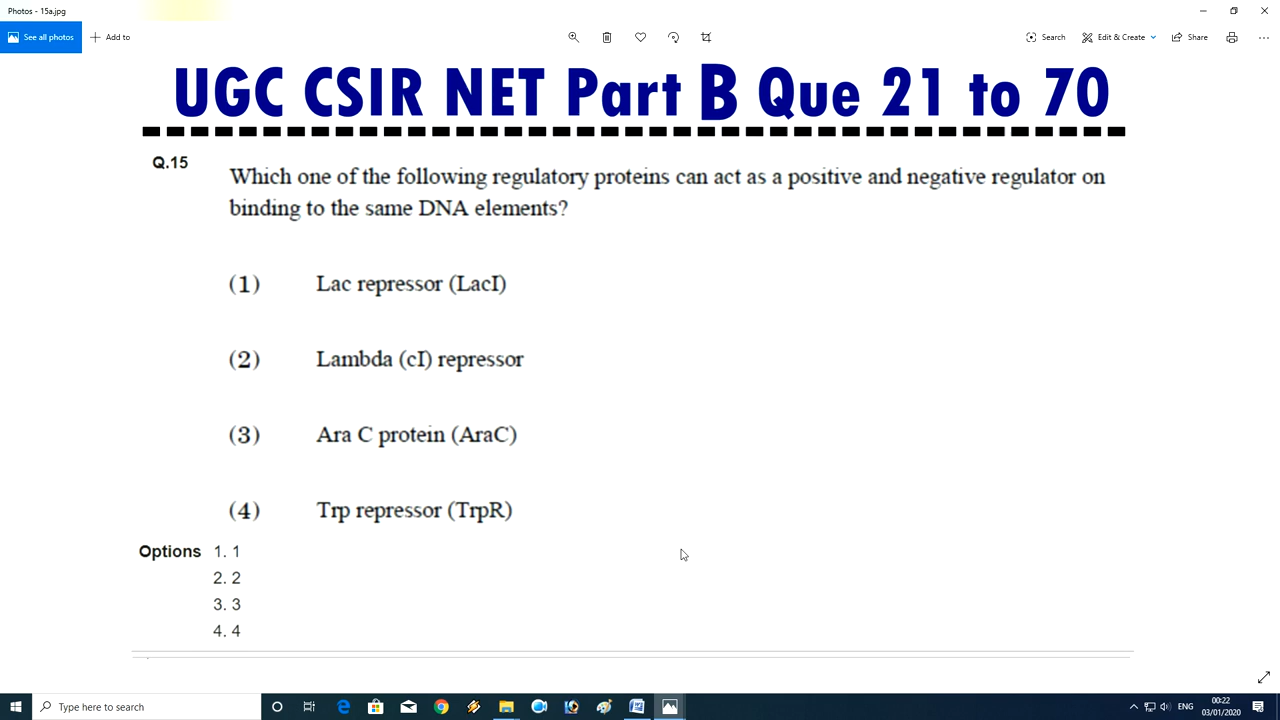 Photos - 15a.jpg
See all photos
Add to
Search
Edit & Create
Share
UGC CSIR NET Part B Que 21 to 70
Q.15
Which one of the following regulatory proteins can act as a positive and negative regulator on
binding to the same DNA elements?
(1) Lac repressor (LacI)
(2) Lambda (cI) repressor
(3) Ara C protein (AraC)
(4) Trp repressor (TrpR)
Options 1. 1
2. 2
3. 3
4. 4
Type here to search
ENG
00:22
03/01/2020